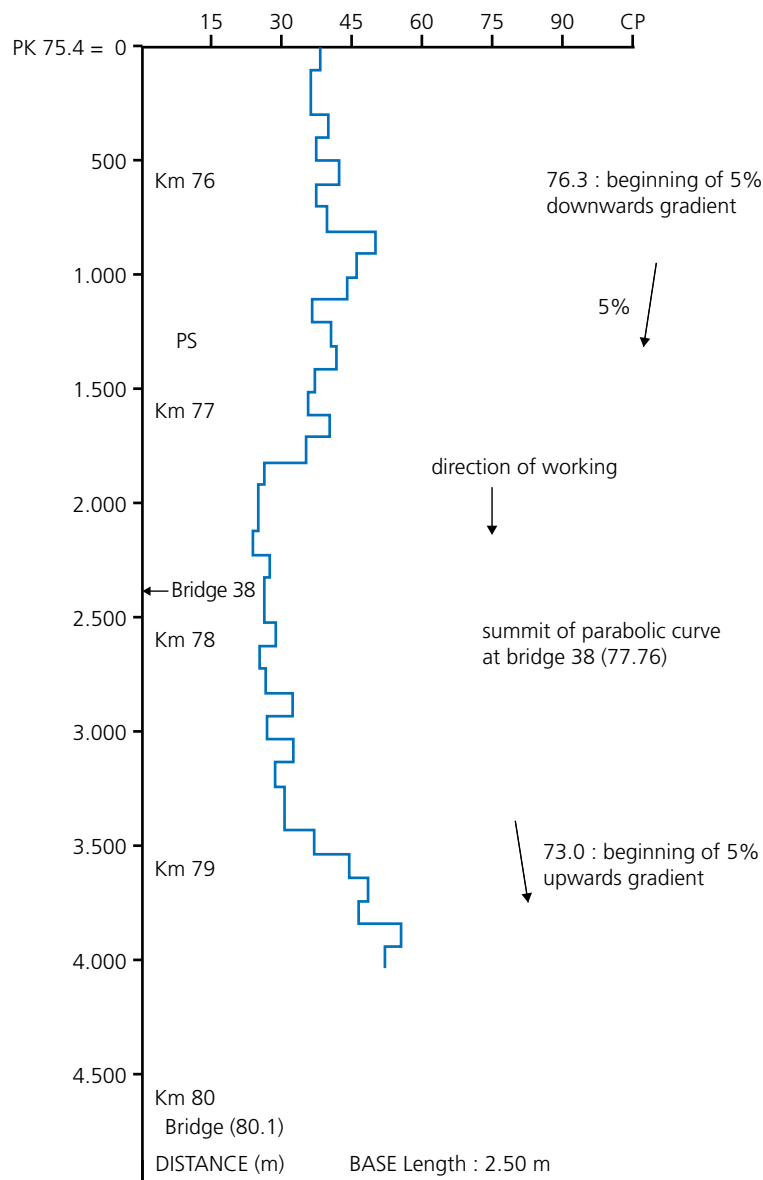 15 30 45 60 75 90 CP
PK 75.4 = 0
500
Km 76
76.3 : beginning of 5%
downwards gradient
1.000
5%
PS
1.500
Km 77
direction of working
2.000
Bridge 38
2.500
Km 78
summit of parabolic curve
at bridge 38 (77.76)
3.000
3.500
Km 79
73.0 : beginning of 5%
upwards gradient
4.000
4.500
Km 80
Bridge (80.1)
DISTANCE (m) BASE Length : 2.50 m